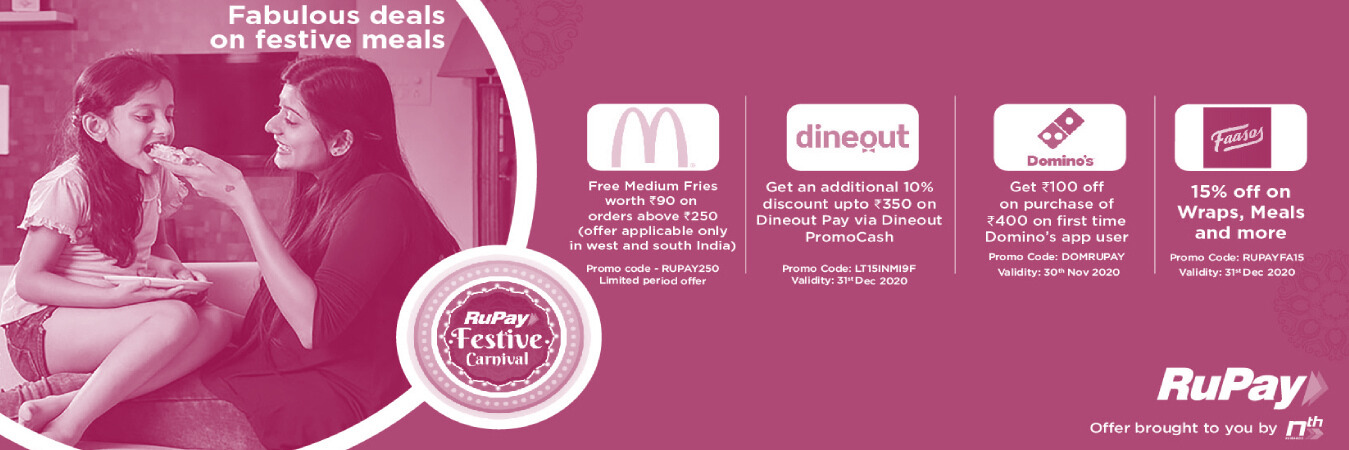 Fabulous deals
on festive meals
RuPay
Festive
Carnival
M
Free Medium Fries
worth ₹90 on
orders above ₹250
(offer applicable only
in west and south India)
Promo code - RUPAY250
Limited period offer
dineout
Get an additional 10%
discount upto ₹350 on
Dineout Pay via Dineout
PromoCash
Promo Code: LT15INMI9F
Validity: 31st Dec 2020
Domino's
Get ₹100 off
on purchase of
₹400 on first time
Domino's app user
Promo Code: DOMRUPAY
Validity: 30th Nov 2020
Faasos
15% off on
Wraps, Meals
and more
Promo Code: RUPAYFA15
Validity: 31st Dec 2020
RuPay
Offer brought to you by nth